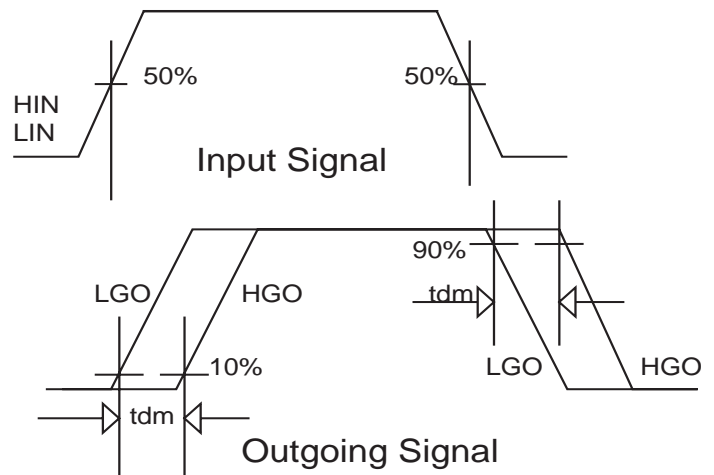 50%
50%
HIN
LIN
Input Signal
90%
LGO
HGO
tdm
10%
LGO
HGO
tdm
Outgoing Signal